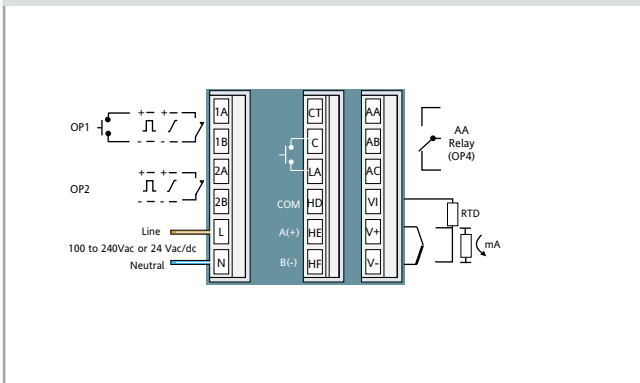 1A
CT
AA
OP1
+ - + -
1B
C
AB
AA
Relay
(OP4)
2A
LA
AC
OP2
+ - + -
2B
COM
HD
VI
RTD
Line
L
A(+)
HE
V+
mA
100 to 240Vac or 24 Vac/dc
Neutral
N
B(-)
HF
V-